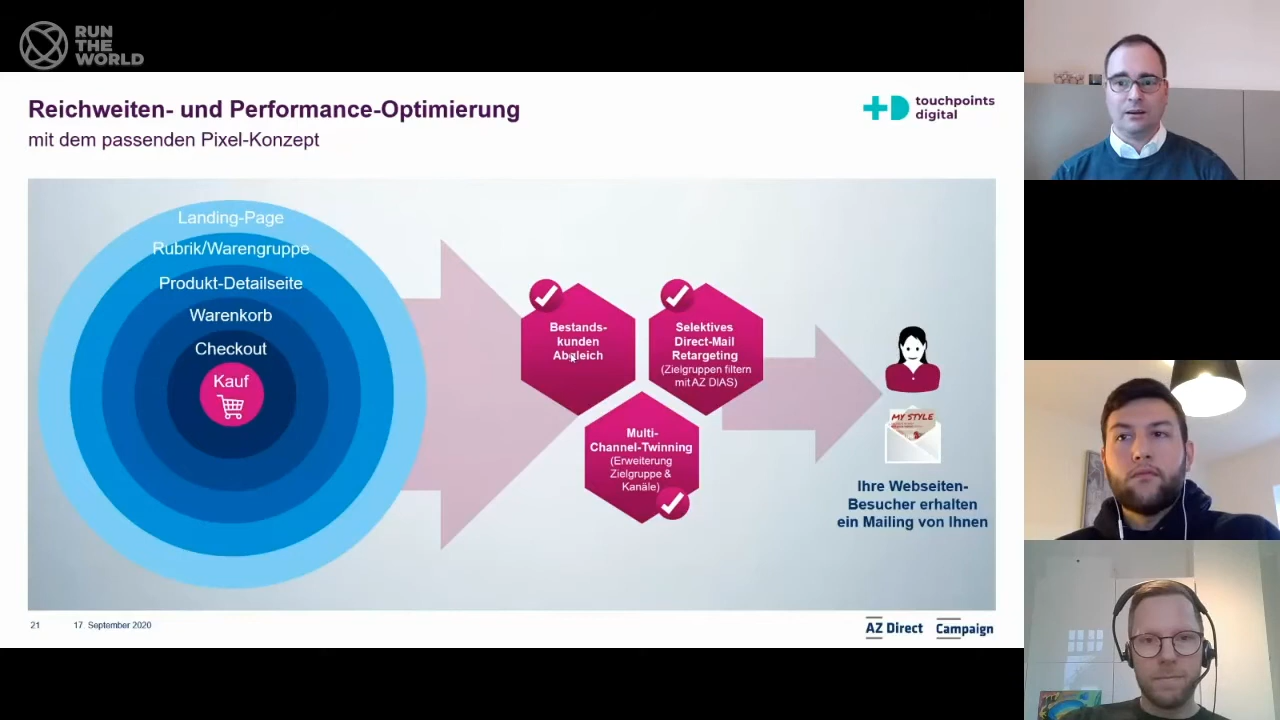 RUN
THE
WORLD
Reichweiten- und Performance-Optimierung
mit dem passenden Pixel-Konzept
touchpoints
digital
Landing-Page
Rubrik/Warengruppe
Produkt-Detailseite
Warenkorb
Checkout
Kauf
Bestands-
kunden
Abgleich
Selektives
Direct-Mail
Retargeting
(Zielgruppen filtern
mit AZ DIAS)
Multi-
Channel-Twinning
(Erweiterung
Zielgruppe &
Kanäle)
MY STYLE
Ihre Webseiten-
Besucher erhalten
ein Mailing von Ihnen
21 17. September 2020
AZ Direct Campaign